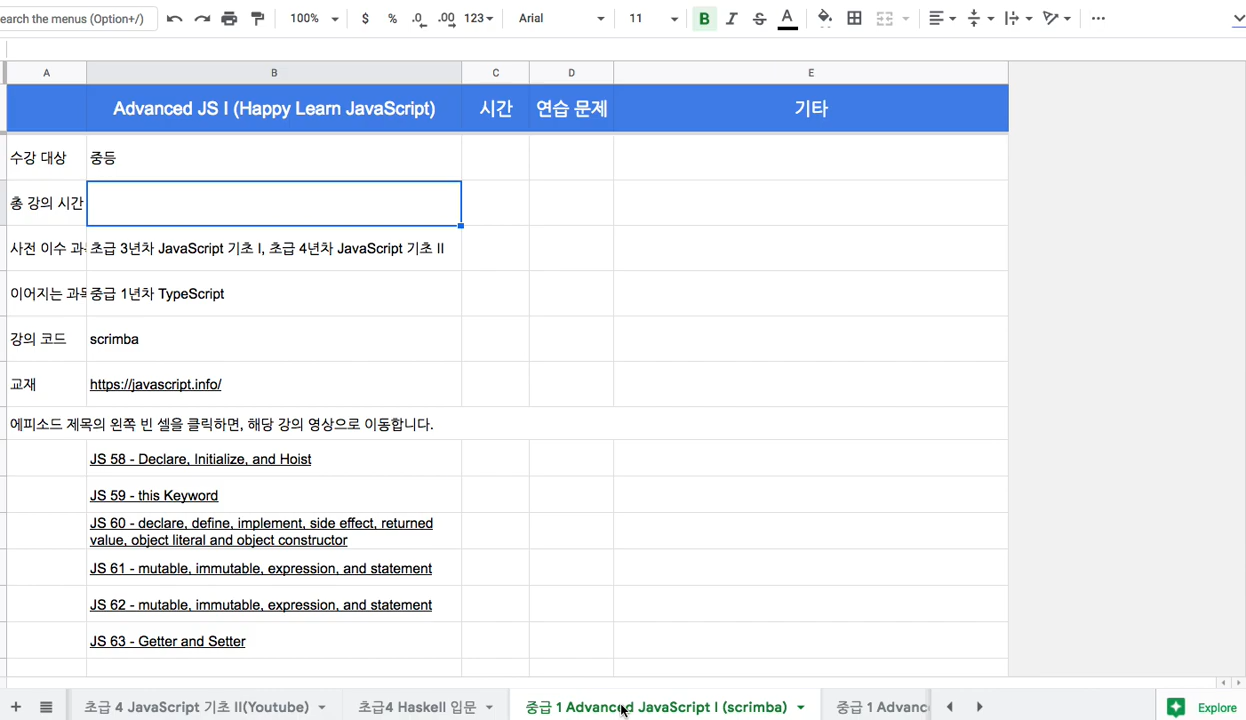 earch the menus (Option+/)
100%
$
%
.0
.00
123
Arial
11
B
I
S
A
A
B
C
D
E
Advanced JS I (Happy Learn JavaScript)
시간
연습 문제
기타
수강 대상
중등
총 강의 시간
사전 이수 과
초급 3년차 JavaScript 기초 I, 초급 4년차 JavaScript 기초 II
이어지는 과목
중급 1년차 TypeScript
강의 코드
scrimba
교재
https://javascript.info/
에피소드 제목의 왼쪽 빈 셀을 클릭하면, 해당 강의 영상으로 이동합니다.
JS 58 - Declare, Initialize, and Hoist
JS 59 - this Keyword
JS 60 - declare, define, implement, side effect, returned
value, object literal and object constructor
JS 61 - mutable, immutable, expression, and statement
JS 62 - mutable, immutable, expression, and statement
JS 63 - Getter and Setter
초급 4 JavaScript 기초 II(Youtube)
초급4 Haskell 입문
중급 1 Advanced JavaScript I (scrimba)
중급 1 Advanc
Explore